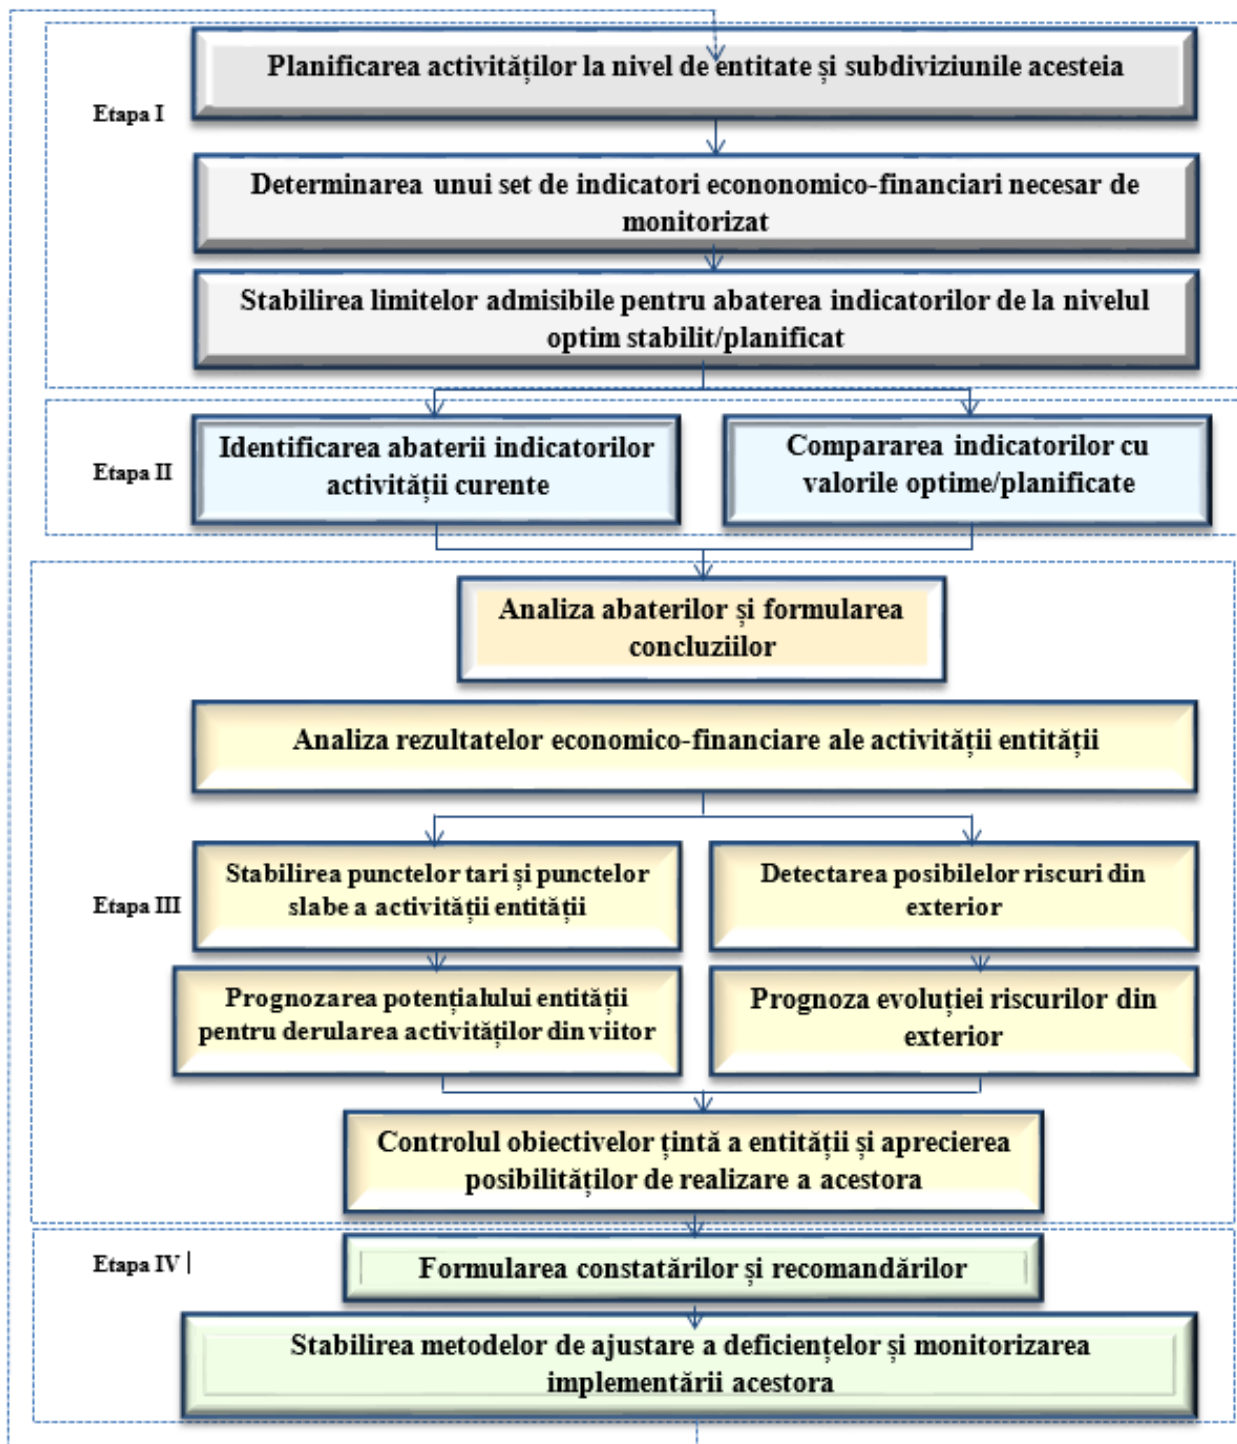 Planificarea activităților la nivel de entitate și subdiviziunile acesteia
Etapa I
Determinarea unui set de indicatori econonomico-financiari necesar de
monitorizat
Stabilirea limitelor admisibile pentru abaterea indicatorilor de la nivelul
optim stabilit/planificat
Etapa II
Identificarea abaterii indicatorilor
activității curente
Compararea indicatorilor cu
valorile optime/planificate
Analiza abaterilor și formularea
concluziilor
Analiza rezultatelor economico-financiare ale activității entității
Etapa III
Stabilirea punctelor tari și punctelor
slabe a activității entității
Detectarea posibilelor riscuri din
exterior
Prognozarea potențialului entității
pentru derularea activităților din viitor
Prognoza evoluției riscurilor din
exterior
Controlul obiectivelor țintă a entității și aprecierea
posibilităților de realizare a acestora
Etapa IV
Formularea constatărilor și recomandărilor
Stabilirea metodelor de ajustare a deficiențelor și monitorizarea
implementării acestora